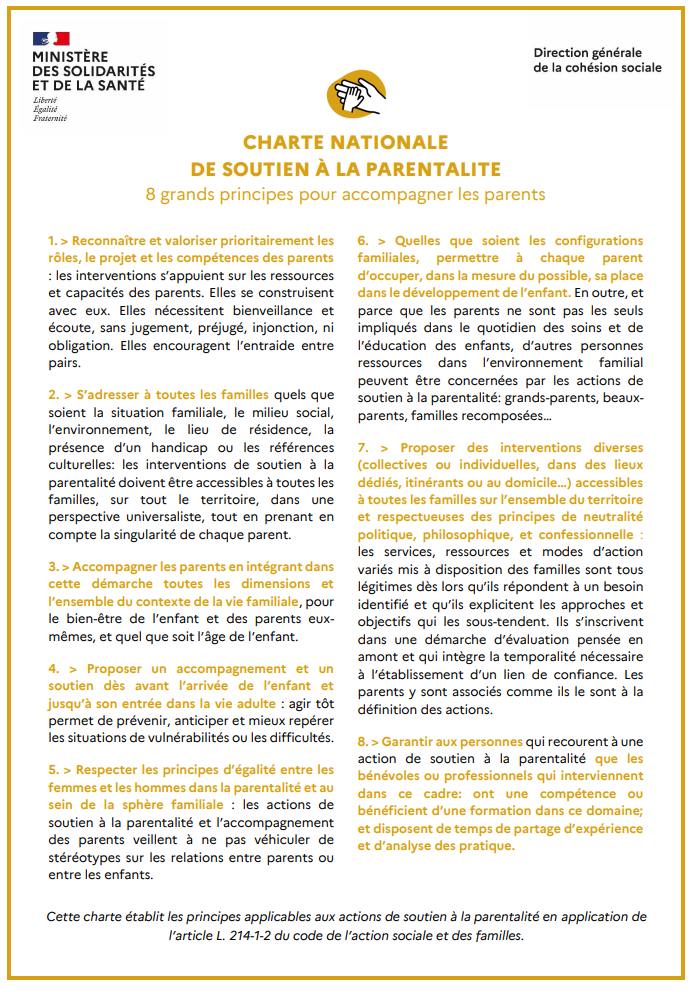 MINISTÈRE
DES SOLIDARITÉS
ET DE LA SANTÉ
Liberté
Égalité
Fraternité
Direction générale
de la cohésion sociale
CHARTE NATIONALE
DE SOUTIEN À LA PARENTALITE
8 grands principes pour accompagner les parents
1. > Reconnaître et valoriser prioritairement les
rôles, le projet et les compétences des parents
: les interventions s’appuient sur les ressources
et capacités des parents. Elles se construisent
avec eux. Elles nécessitent bienveillance et
écoute, sans jugement, préjugé, injonction, ni
obligation. Elles encouragent l’entraide entre
pairs.
2. > S’adresser à toutes les familles quels que
soient la situation familiale, le milieu social,
l’environnement, le lieu de résidence, la
présence d’un handicap ou les références
culturelles: les interventions de soutien à la
parentalité doivent être accessibles à toutes les
familles, sur tout le territoire, dans une
perspective universaliste, tout en prenant en
compte la singularité de chaque parent.
3. > Accompagner les parents en intégrant dans
cette démarche toutes les dimensions et
l’ensemble du contexte de la vie familiale, pour
le bien-être de l’enfant et des parents eux-
mêmes, et quel que soit l’âge de l’enfant.
4. > Proposer un accompagnement et un
soutien dès avant l’arrivée de l’enfant et
jusqu’à son entrée dans la vie adulte : agir tôt
permet de prévenir, anticiper et mieux repérer
les situations de vulnérabilités ou les difficultés.
5. > Respecter les principes d’égalité entre les
femmes et les hommes dans la parentalité et au
sein de la sphère familiale : les actions de
soutien à la parentalité et l’accompagnement
des parents veillent à ne pas véhiculer de
stéréotypes sur les relations entre parents ou
entre les enfants.
6. > Quelles que soient les configurations
familiales, permettre à chaque parent
d’occuper, dans la mesure du possible, sa place
dans le développement de l’enfant. En outre, et
parce que les parents ne sont pas les seuls
impliqués dans le quotidien des soins et de
l’éducation des enfants, d’autres personnes
ressources dans l’environnement familial
peuvent être concernées par les actions de
soutien à la parentalité: grands-parents, beaux-
parents, familles recomposées…
7. > Proposer des interventions diverses
(collectives ou individuelles, dans des lieux
dédiés, itinérants ou au domicile…) accessibles
à toutes les familles sur l’ensemble du territoire
et respectueuses des principes de neutralité
politique, philosophique, et confessionnelle :
les services, ressources et modes d’action
variés mis à disposition des familles sont tous
légitimes dès lors qu’ils répondent à un besoin
identifié et qu’ils explicitent les approches et
objectifs qui les sous-tendent. Ils s’inscrivent
dans une démarche d’évaluation pensée en
amont et qui intègre la temporalité nécessaire
à l’établissement d’un lien de confiance. Les
parents y sont associés comme ils le sont à la
définition des actions.
8. > Garantir aux personnes qui recourent à une
action de soutien à la parentalité que les
bénévoles ou professionnels qui interviennent
dans ce cadre: ont une compétence ou
bénéficient d’une formation dans ce domaine;
et disposent de temps de partage d’expérience
et d’analyse des pratique.
Cette charte établit les principes applicables aux actions de soutien à la parentalité en application de
l’article L. 214-1-2 du code de l’action sociale et des familles.